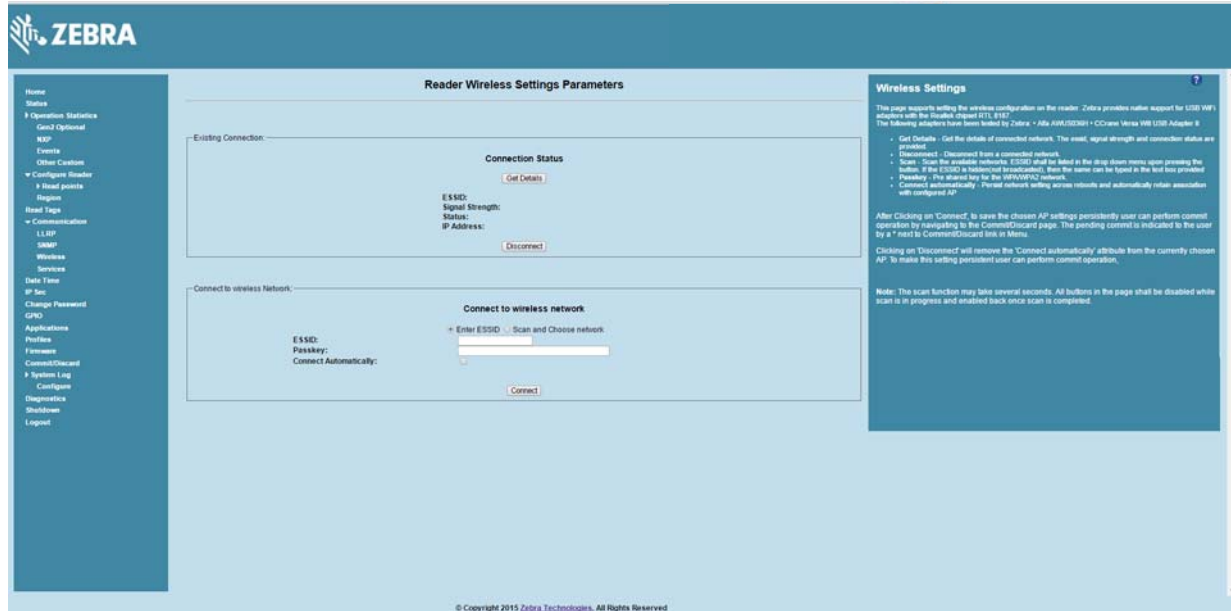 ZEBRA
Home
Status
Operation Statistics
Gen2 Optional
NXP
Events
Other Custom
Configure Reader
Read points
Region
Read Tags
Communication
LLRP
SNMP
Wireless
Services
Date Time
IP Sec
Change Password
GPIO
Applications
Profiles
Firmware
Commit/Discard
System Log
Configure
Diagnostics
Shutdown
Logout
Reader Wireless Settings Parameters
Existing Connection:
Connection Status
Get Details
ESSID:
Signal Strength:
Status:
IP Address:
Disconnect
Connect to wireless Network:
Connect to wireless network
Enter ESSID Scan and Choose network
ESSID:
Passkey:
Connect Automatically:
Connect
?
Wireless Settings
This page supports setting the wireless configuration on the reader. Zebra provides native support for USB WiFi
adapters with the Realtek chipset RTL 8187.
The following adapters have been tested by Zebra: • Alfa AWUS036H • CCrane Versa Wifi USB Adapter II
• Get Details - Get the details of connected network. The essid, signal strength and connection status are
provided.
• Disconnect - Disconnect from a connected network.
• Scan - Scan the available networks. ESSID shall be listed in the drop down menu upon pressing the
button. If the ESSID is hidden(not broadcasted), then the same can be typed in the text box provided
• Passkey - Pre shared key for the WPA/WPA2 network.
• Connect automatically - Persist network setting across reboots and automatically retain association
with configured AP
After Clicking on 'Connect', to save the chosen AP settings persistently user can perform commit
operation by navigating to the Commit/Discard page. The pending commit is indicated to the user
by a * next to Commint/Discard link in Menu.
Clicking on 'Disconnect' will remove the 'Connect automatically' attribute from the currently chosen
AP. To make this setting persistent user can perform commit operation,
Note: The scan function may take several seconds. All buttons in the page shall be disabled while
scan is in progress and enabled back once scan is completed.
© Copyright 2015 Zebra Technologies. All Rights Reserved